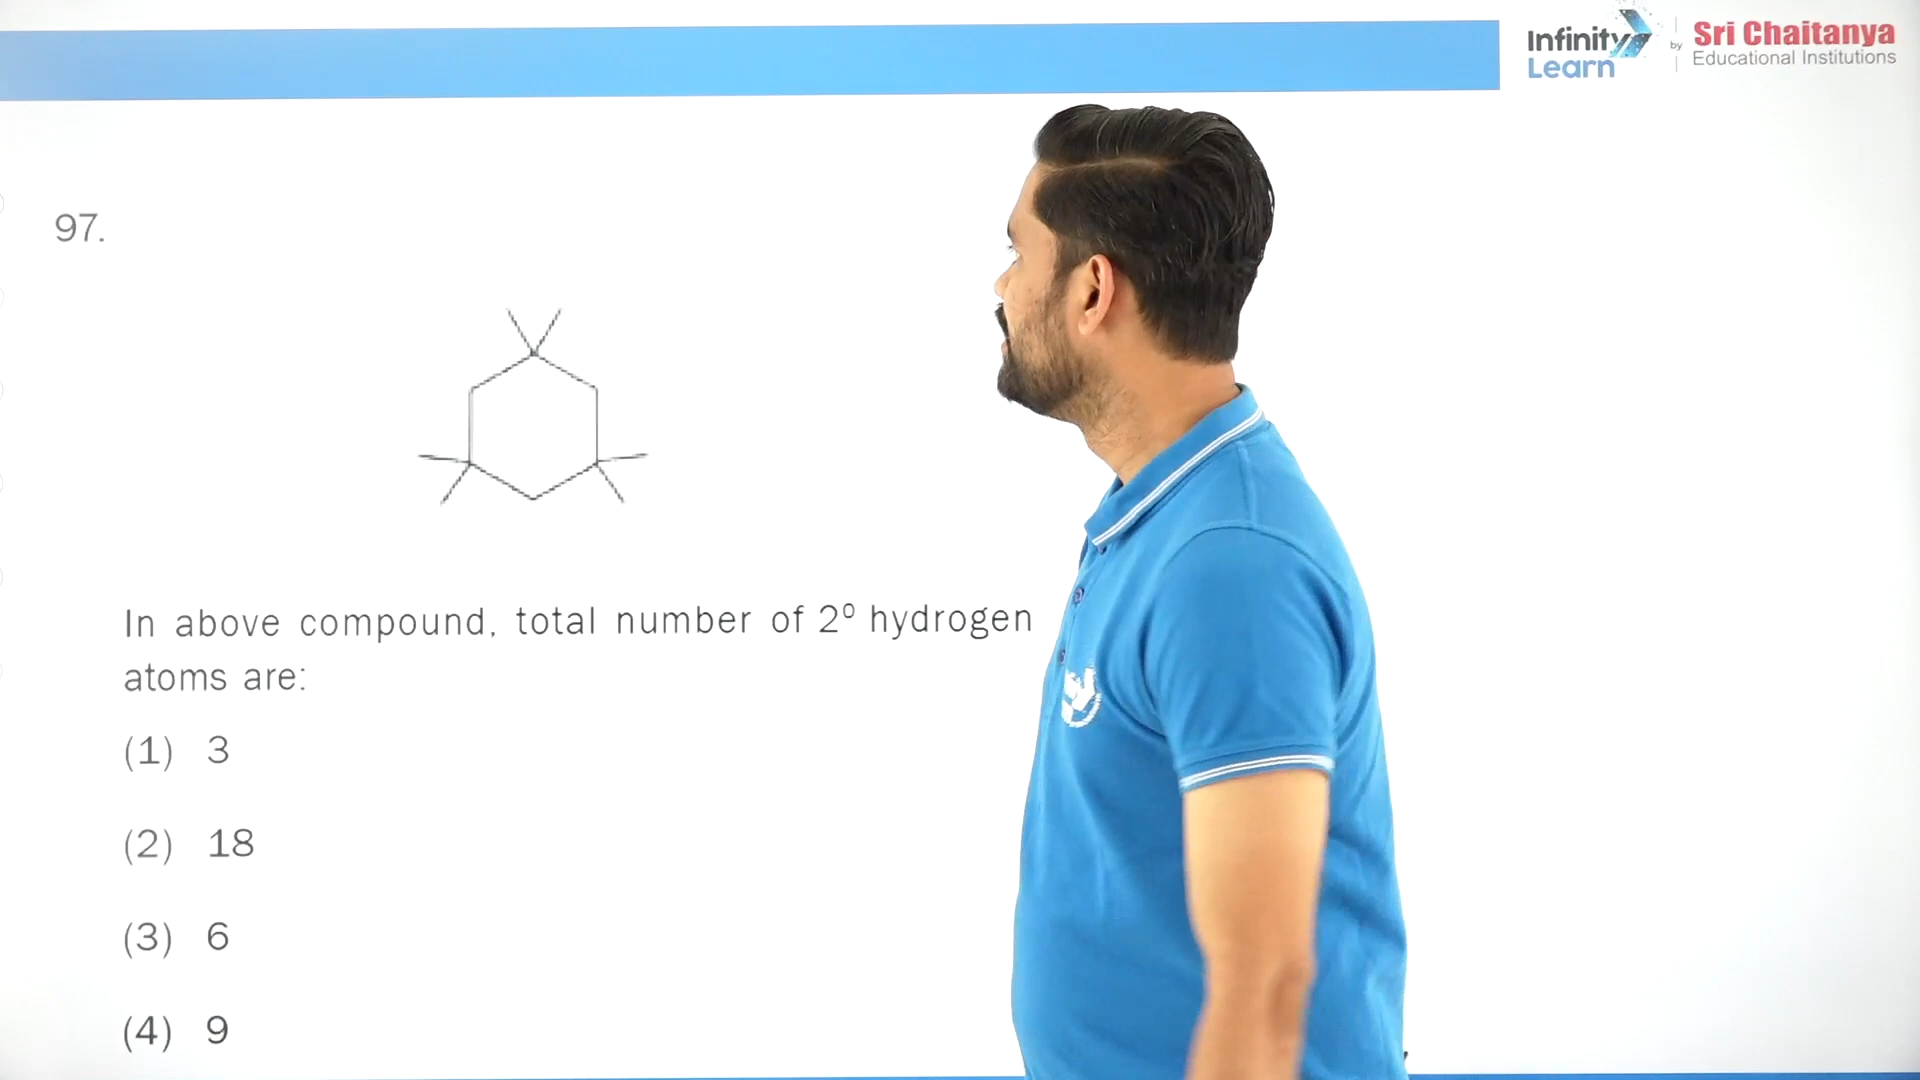 Infinity Learn
by
Sri Chaitanya
Educational Institutions
97.
In above compound, total number of 2⁰ hydrogen
atoms are:
(1) 3
(2) 18
(3) 6
(4) 9